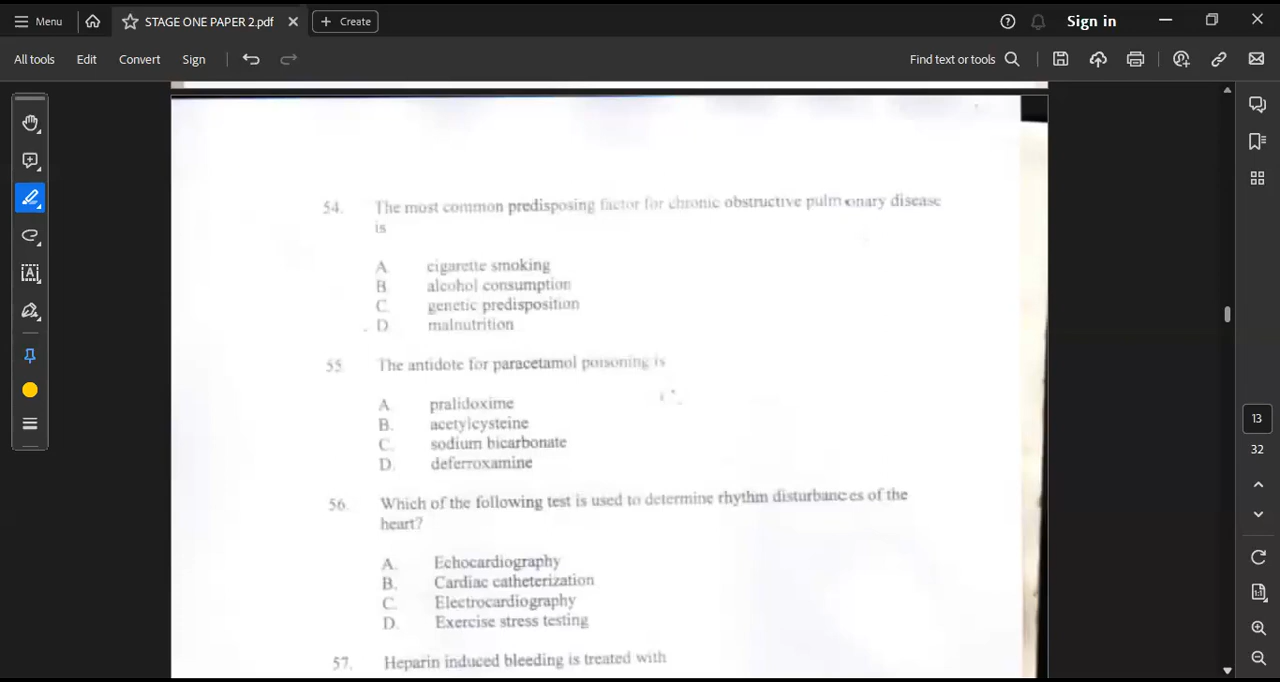 Menu
STAGE ONE PAPER 2.pdf
Create
Sign in
All tools
Edit
Convert
Sign
Find text or tools
54. The most common predisposing factor for chronic obstructive pulmonary disease
is
A cigarette smoking
B alcohol consumption
C. genetic predisposition
D. malnutrition
55 The antidote for paracetamol poisoning is
A. pralidoxime
B. acetylcysteine
C. sodium bicarbonate
D. deferroxamine
56. Which of the following test is used to determine rhythm disturbances of the
heart?
A. Echocardiography
B. Cardiac catheterization
C. Electrocardiography
D. Exercise stress testing
57. Heparin induced bleeding is treated with
13
32